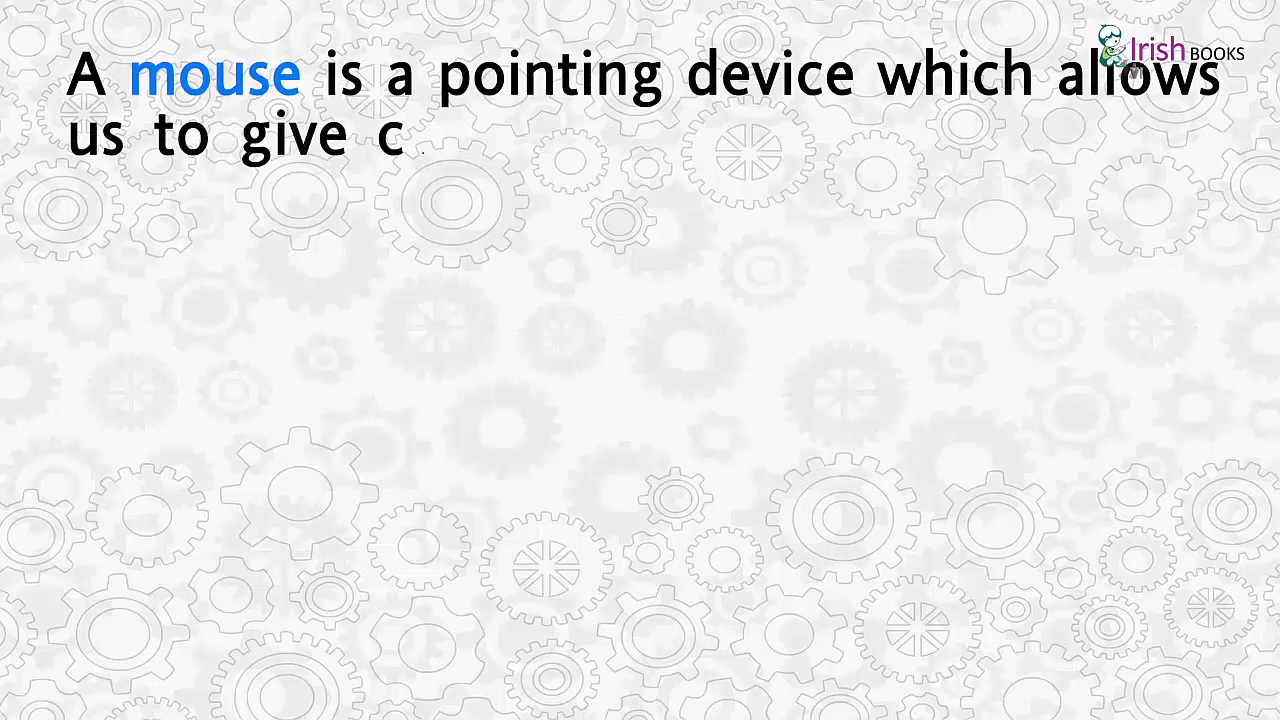 A mouse is a pointing device which allows
us to give c
Irish BOOKS